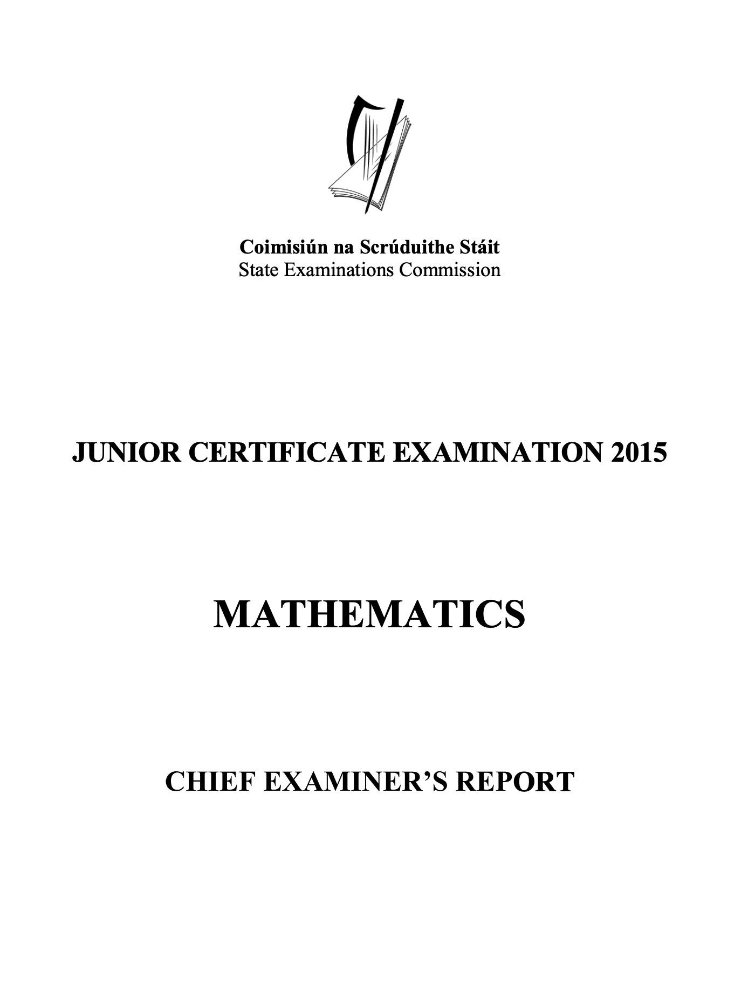 Coimisiún na Scrúduithe Stáit
State Examinations Commission
JUNIOR CERTIFICATE EXAMINATION 2015
MATHEMATICS
CHIEF EXAMINER’S REPORT